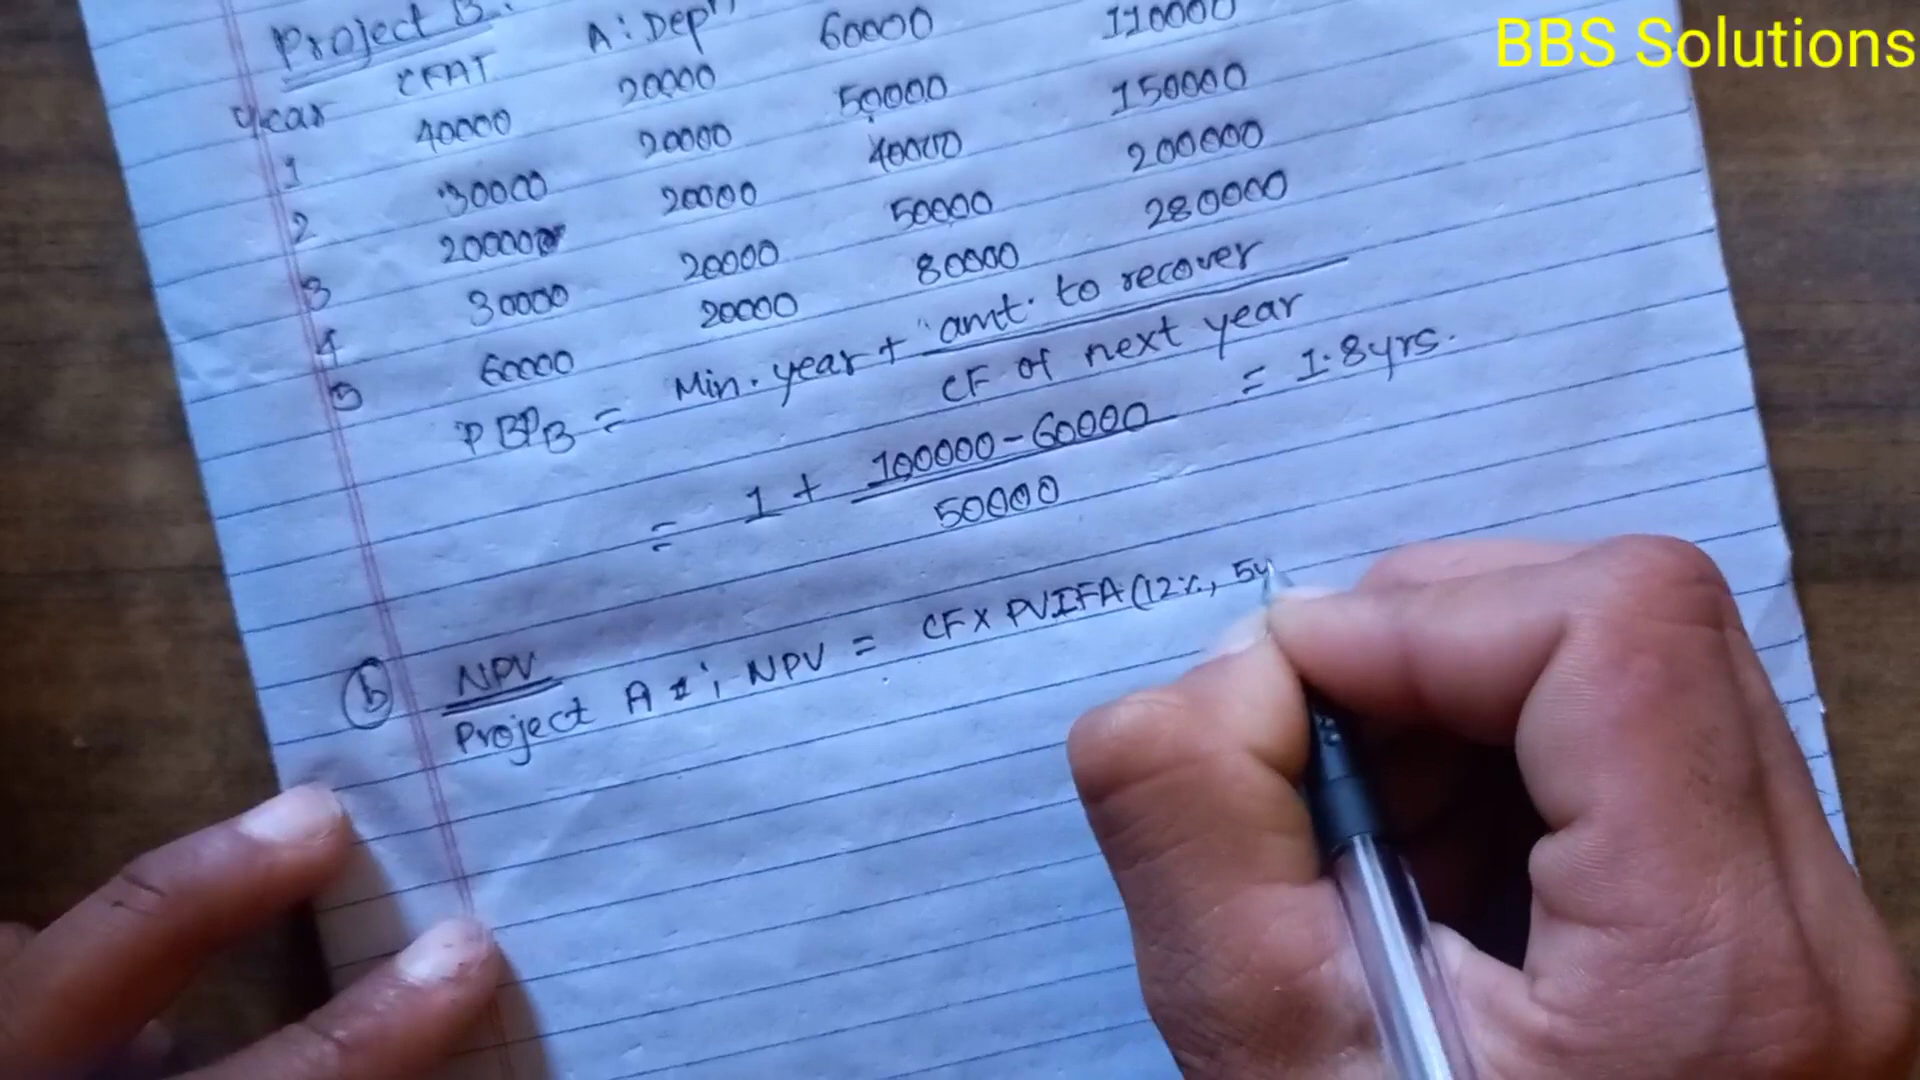 BBS Solutions
Project B:
year CFAT A: Depn
1 40000 20000 60000 110000
2 30000 20000 50000 150000
3 20000 20000 40000 200000
4 30000 20000 50000 280000
5 60000 20000 80000
PBPB = Min. year + amt. to recover
CF of next year
= 1 + 100000-60000 = 1.8yrs.
50000
(b) NPV
Project A ; NPV = CF x PVIFA (12%, 5y